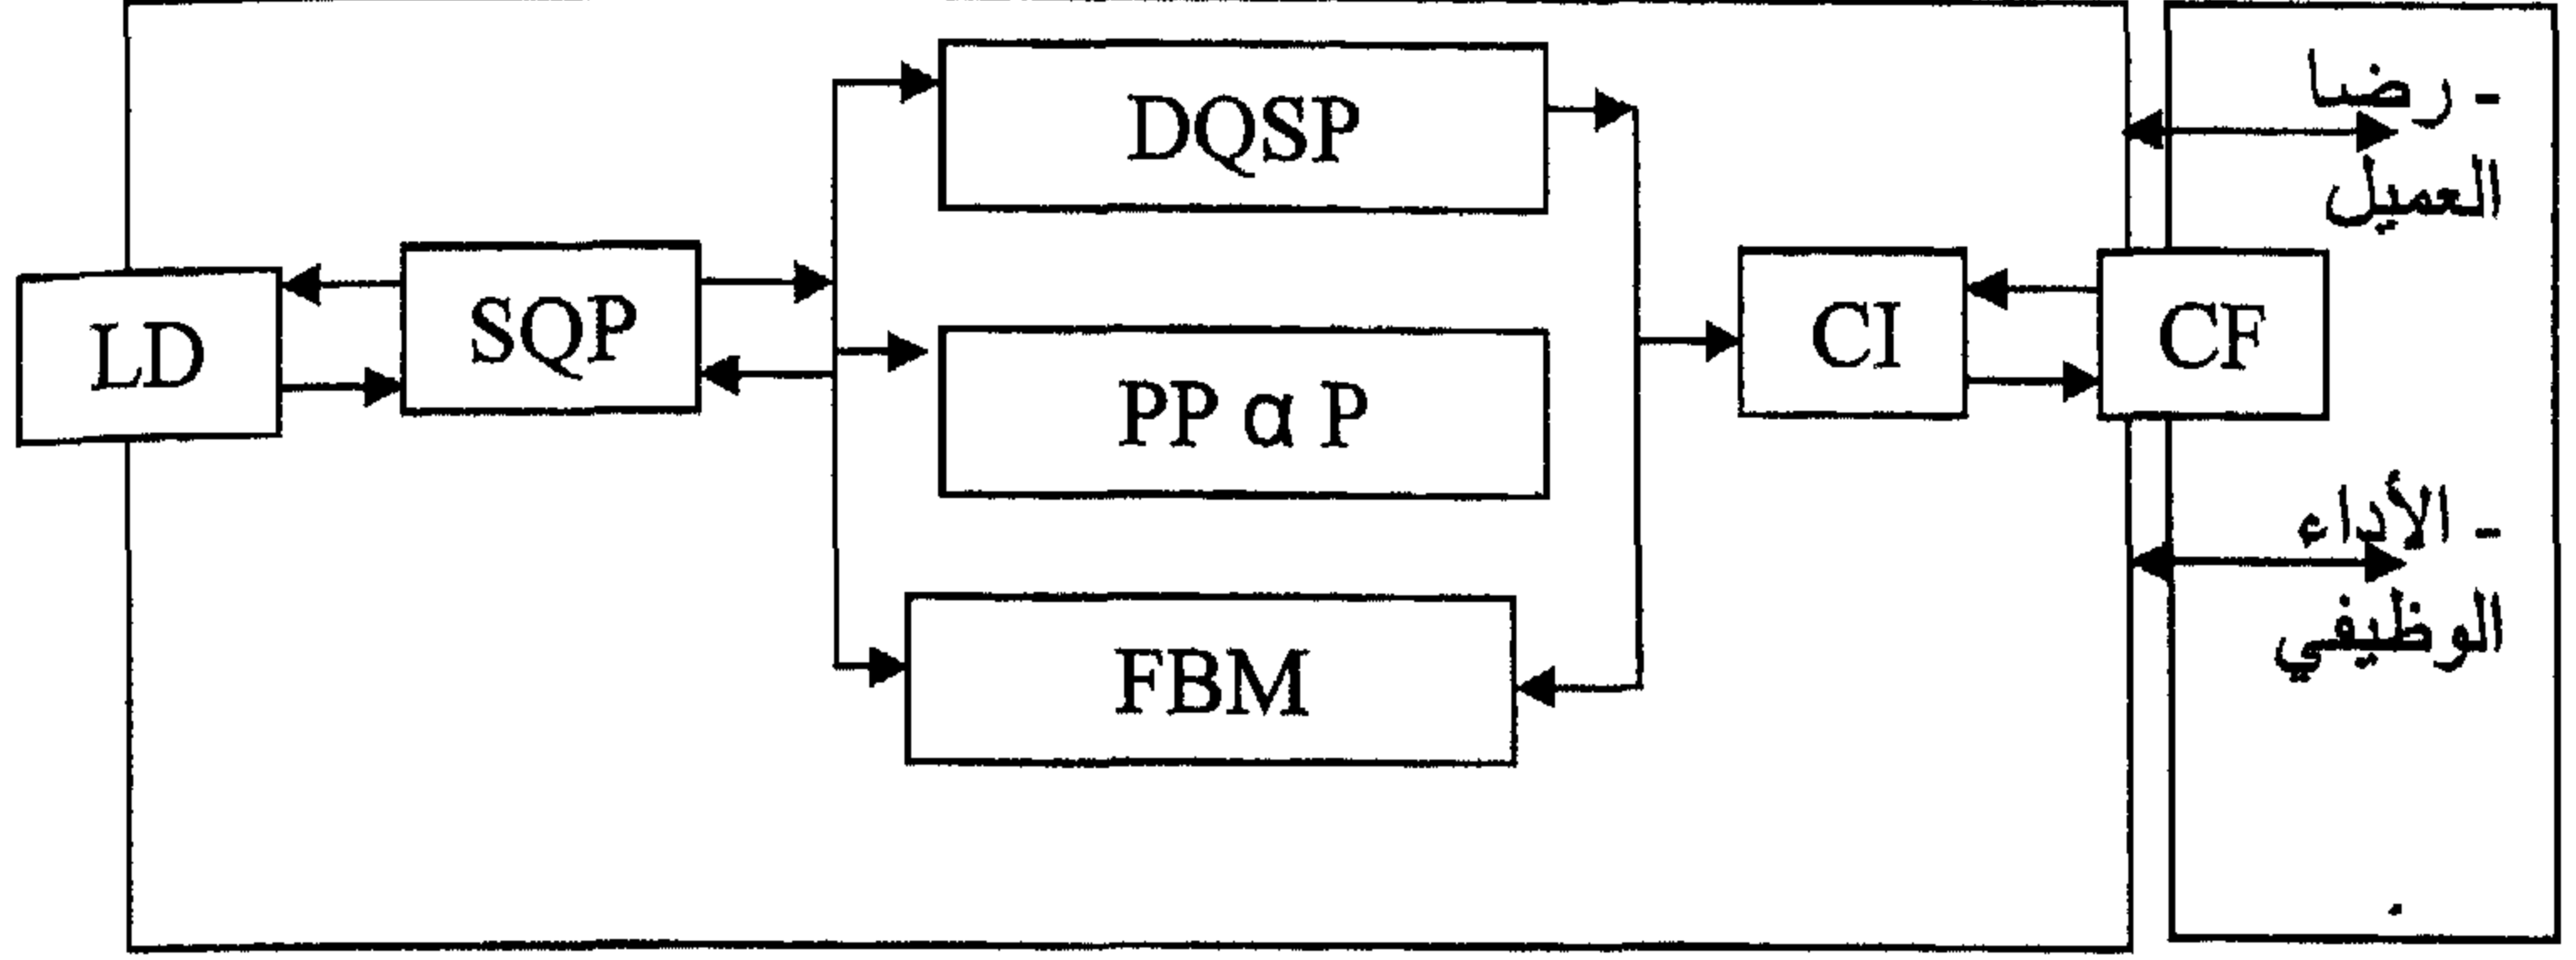 LD
SQP
DQSP
PP α P
FBM
CI
CF
- رضا
العميل
- الأداء
الوظيفي